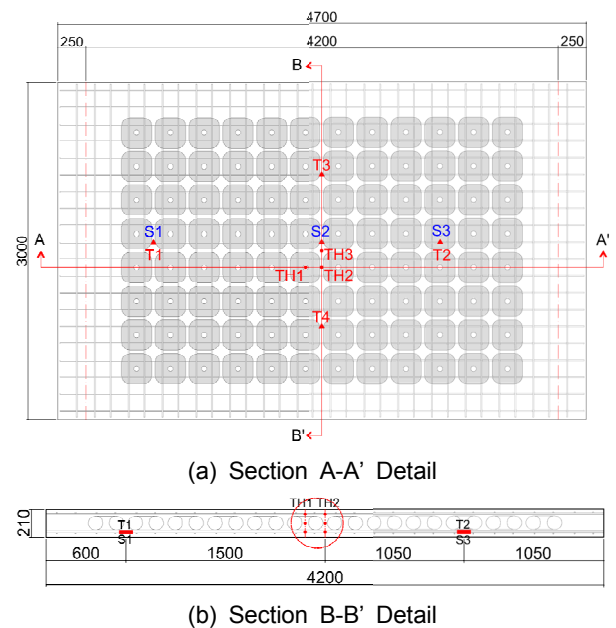 4700
250 4200 250
B
T3
S1 S2 S3
A A'
T1 TH3 T2
TH1 TH2
3000
T4
B'
(a) Section A-A’ Detail
TH1 TH2
210
T1 T2
S1 S3
600 1500 1050 1050
4200
(b) Section B-B’ Detail